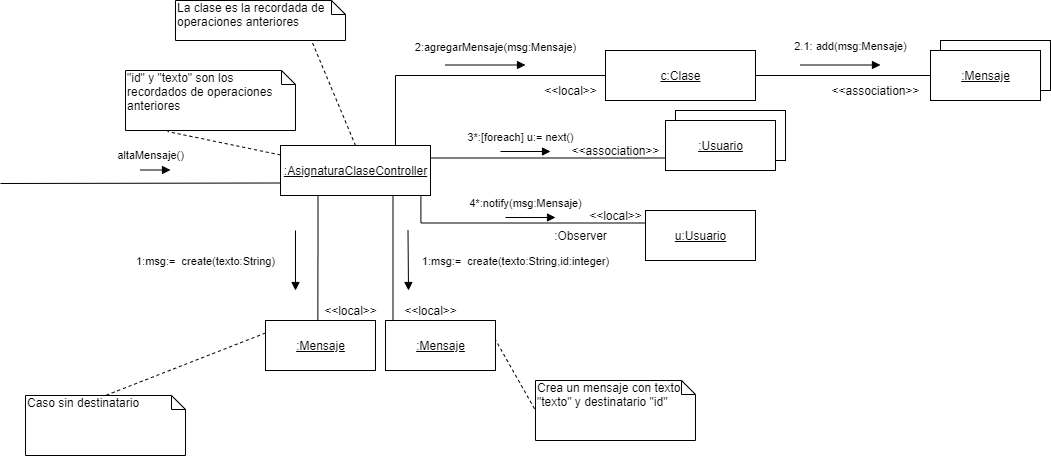 La clase es la recordada de
operaciones anteriores
"id" y "texto" son los
recordados de operaciones
anteriores
2:agregarMensaje(msg:Mensaje)
<<local>>
c:Clase
2.1: add(msg:Mensaje)
<<association>>
:Mensaje
altaMensaje()
:AsignaturaClaseController
3*:[foreach] u:= next()
<<association>>
:Usuario
4*:notify(msg:Mensaje)
<<local>>
:Observer
u:Usuario
1:msg:= create(texto:String)
1:msg:= create(texto:String,id:integer)
<<local>>
<<local>>
:Mensaje
:Mensaje
Caso sin destinatario
Crea un mensaje con texto
"texto" y destinatario "id"